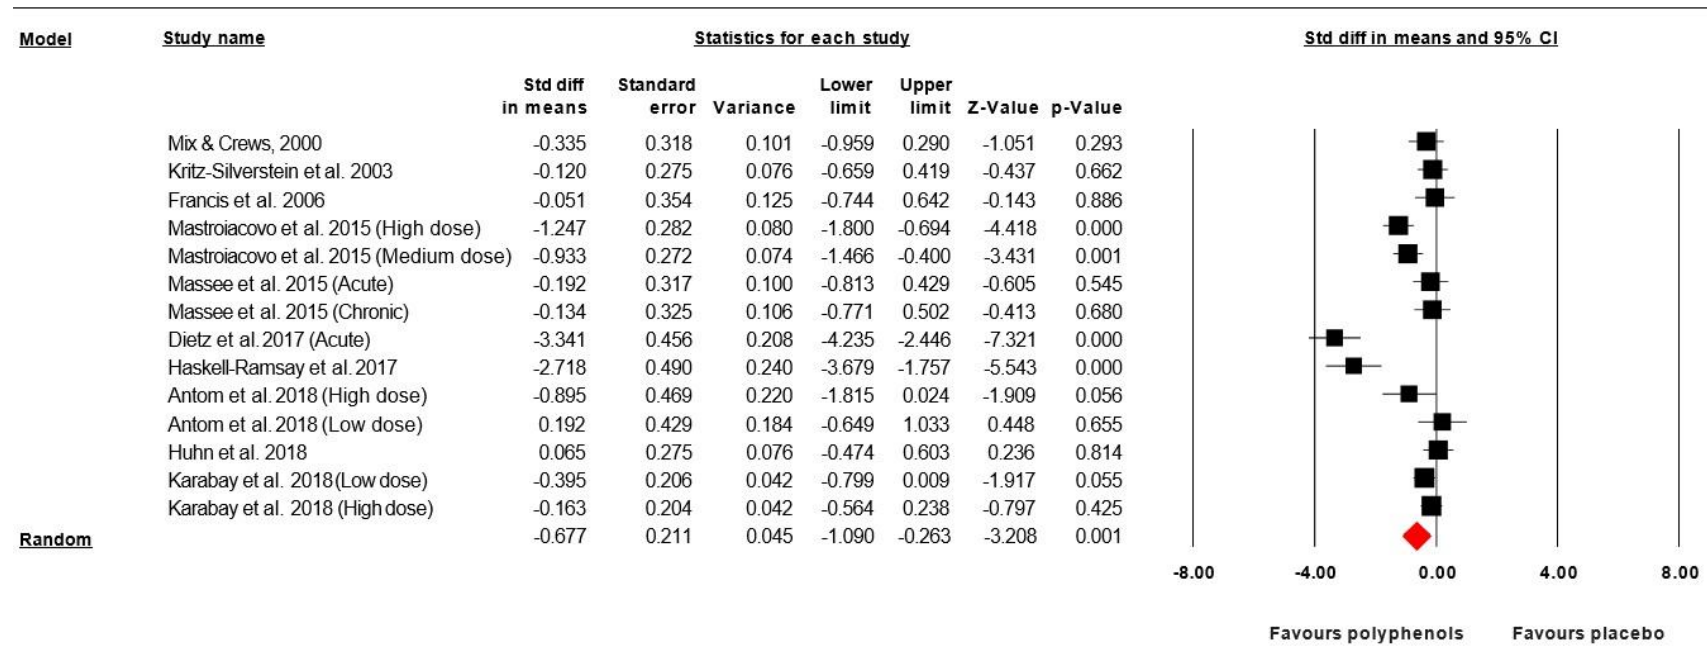 Model Study name Statistics for each study Std diff in means and 95% CI
Std diff Standard Lower Upper
in means error Variance limit limit Z-Value p-Value
Mix & Crews, 2000 -0.335 0.318 0.101 -0.959 0.290 -1.051 0.293
Kritz-Silverstein et al. 2003 -0.120 0.275 0.076 -0.659 0.419 -0.437 0.662
Francis et al. 2006 -0.051 0.354 0.125 -0.744 0.642 -0.143 0.886
Mastroiacovo et al. 2015 (High dose) -1.247 0.282 0.080 -1.800 -0.694 -4.418 0.000
Mastroiacovo et al. 2015 (Medium dose) -0.933 0.272 0.074 -1.466 -0.400 -3.431 0.001
Massee et al. 2015 (Acute) -0.192 0.317 0.100 -0.813 0.429 -0.605 0.545
Massee et al. 2015 (Chronic) -0.134 0.325 0.106 -0.771 0.502 -0.413 0.680
Dietz et al. 2017 (Acute) -3.341 0.456 0.208 -4.235 -2.446 -7.321 0.000
Haskell-Ramsay et al. 2017 -2.718 0.490 0.240 -3.679 -1.757 -5.543 0.000
Antom et al. 2018 (High dose) -0.895 0.469 0.220 -1.815 0.024 -1.909 0.056
Antom et al. 2018 (Low dose) 0.192 0.429 0.184 -0.649 1.033 0.448 0.655
Huhn et al. 2018 0.065 0.275 0.076 -0.474 0.603 0.236 0.814
Karabay et al. 2018 (Low dose) -0.395 0.206 0.042 -0.799 0.009 -1.917 0.055
Karabay et al. 2018 (High dose) -0.163 0.204 0.042 -0.564 0.238 -0.797 0.425
Random -0.677 0.211 0.045 -1.090 -0.263 -3.208 0.001
-8.00 -4.00 0.00 4.00 8.00
Favours polyphenols Favours placebo